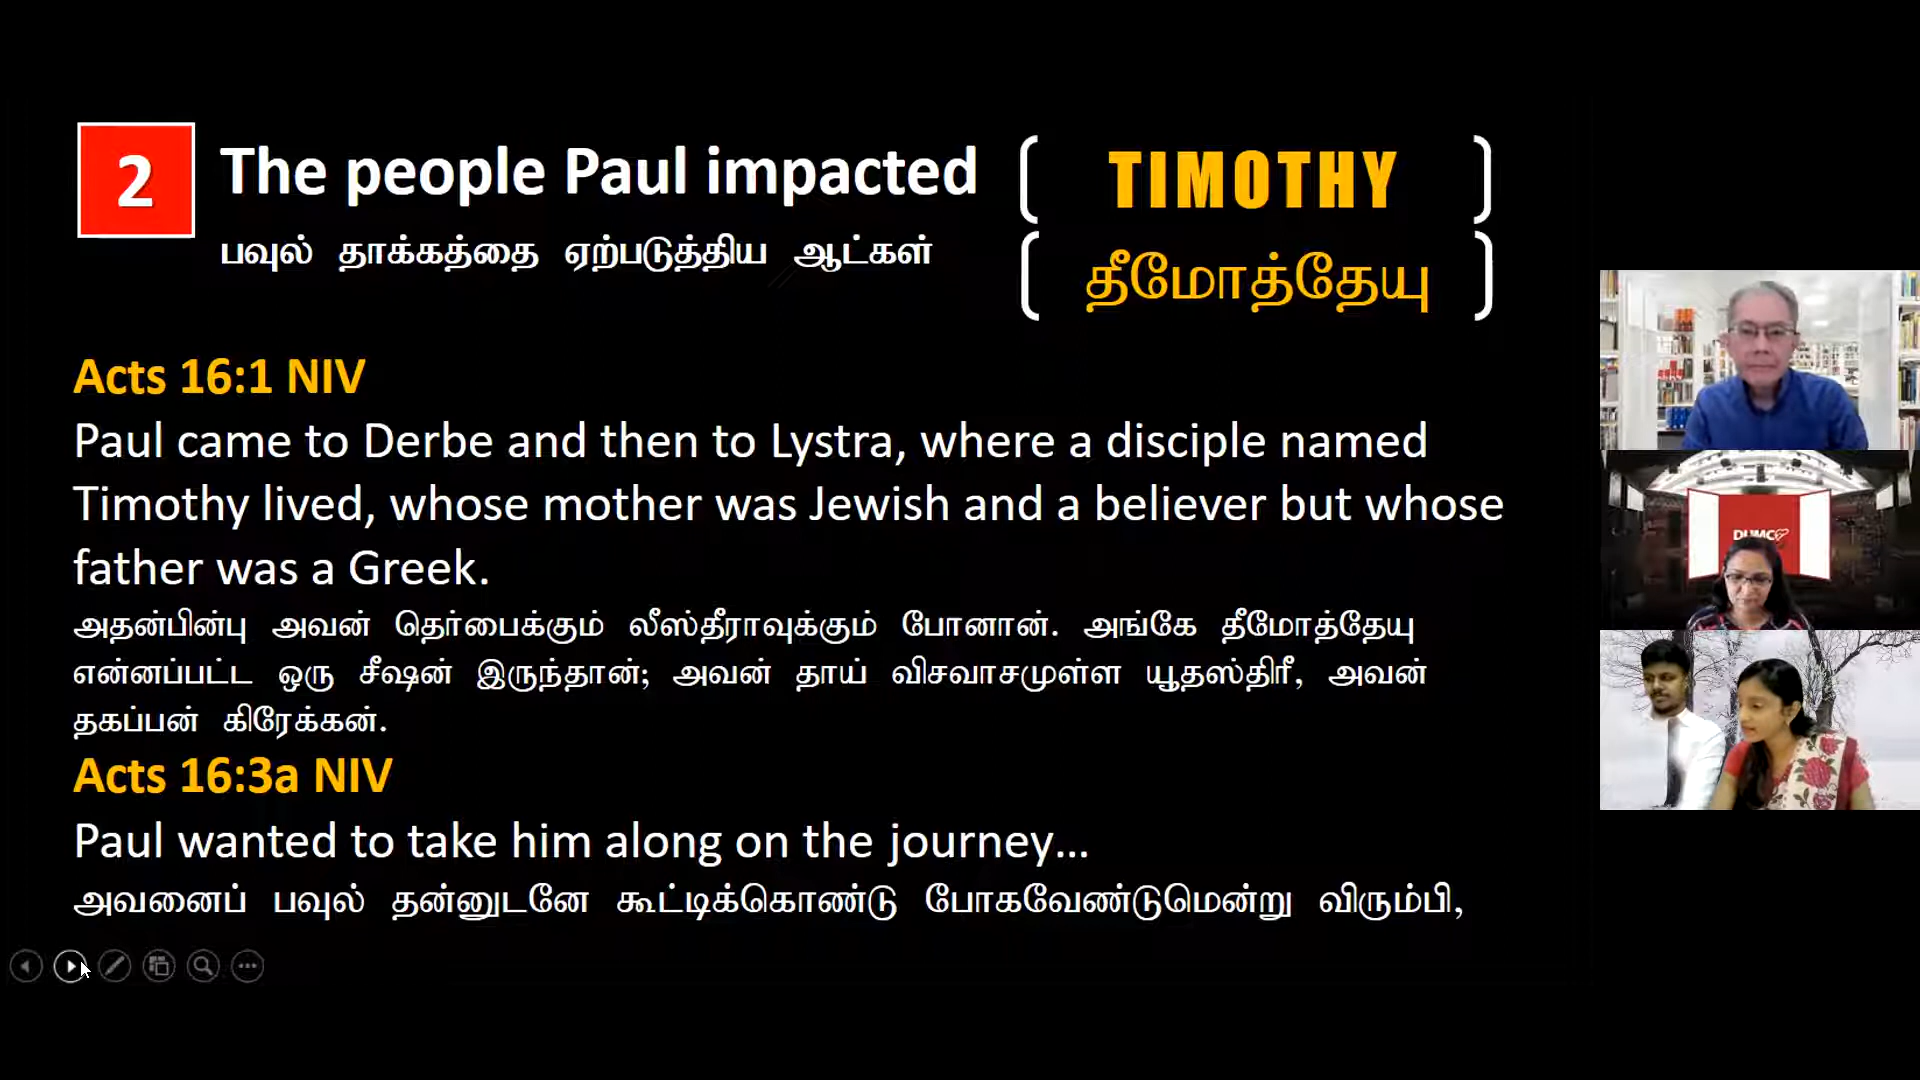 2
The people Paul impacted
பவுல் தாக்கத்தை ஏற்படுத்திய ஆட்கள்
( TIMOTHY )
( தீமோத்தேயு )
Acts 16:1 NIV
Paul came to Derbe and then to Lystra, where a disciple named
Timothy lived, whose mother was Jewish and a believer but whose
father was a Greek.
அதன்பின்பு அவன் தெர்பைக்கும் லீஸ்தீராவுக்கும் போனான். அங்கே தீமோத்தேயு
என்னப்பட்ட ஒரு சீஷன் இருந்தான்; அவன் தாய் விசவாசமுள்ள யூதஸ்திரீ, அவன்
தகப்பன் கிரேக்கன்.
Acts 16:3a NIV
Paul wanted to take him along on the journey...
அவனைப் பவுல் தன்னுடனே கூட்டிக்கொண்டு போகவேண்டுமென்று விரும்பி,
DUMC